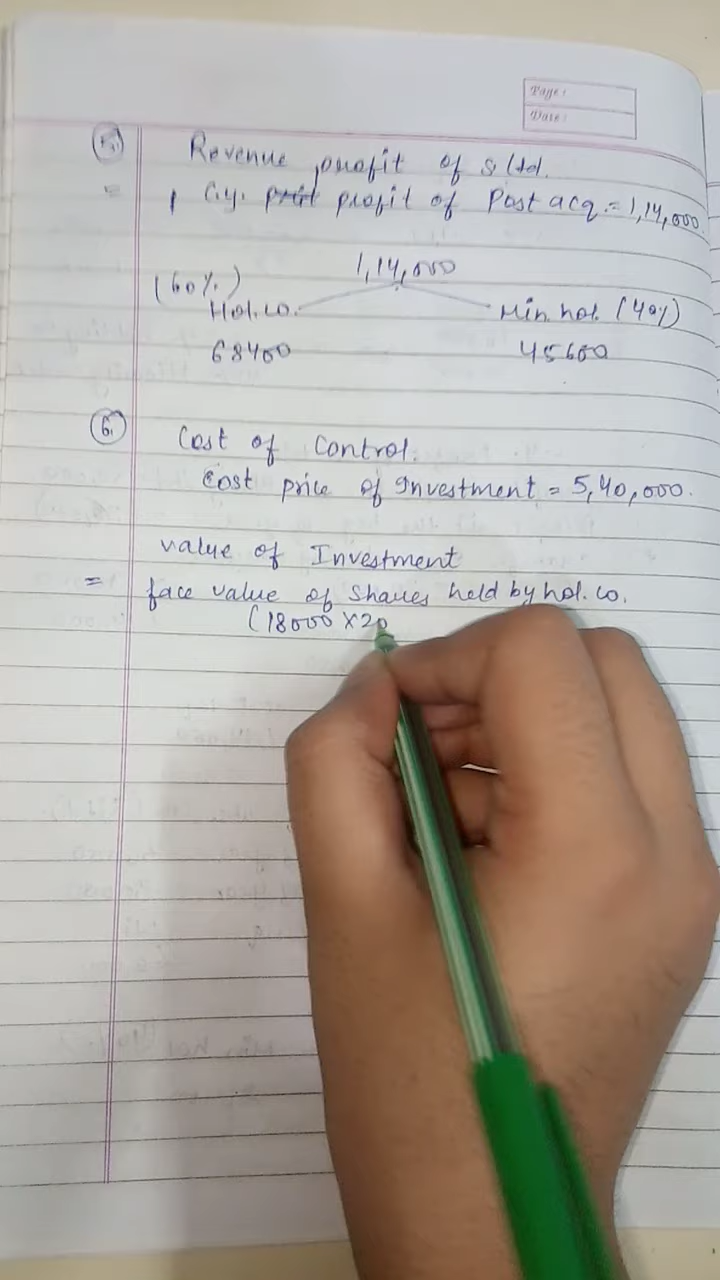 Page:
Date:
5. Revenue profit of S Ltd.
= C.y. profit of Post acq. = 1,14,000.
1,14,000
(60%)
Hol. co. Min. hol. (40%)
68400 45600
6. Cost of Control.
Cost price of Investment = 5,40,000.
value of Investment
= face value of shares held by hol. co.
(18000 X 20